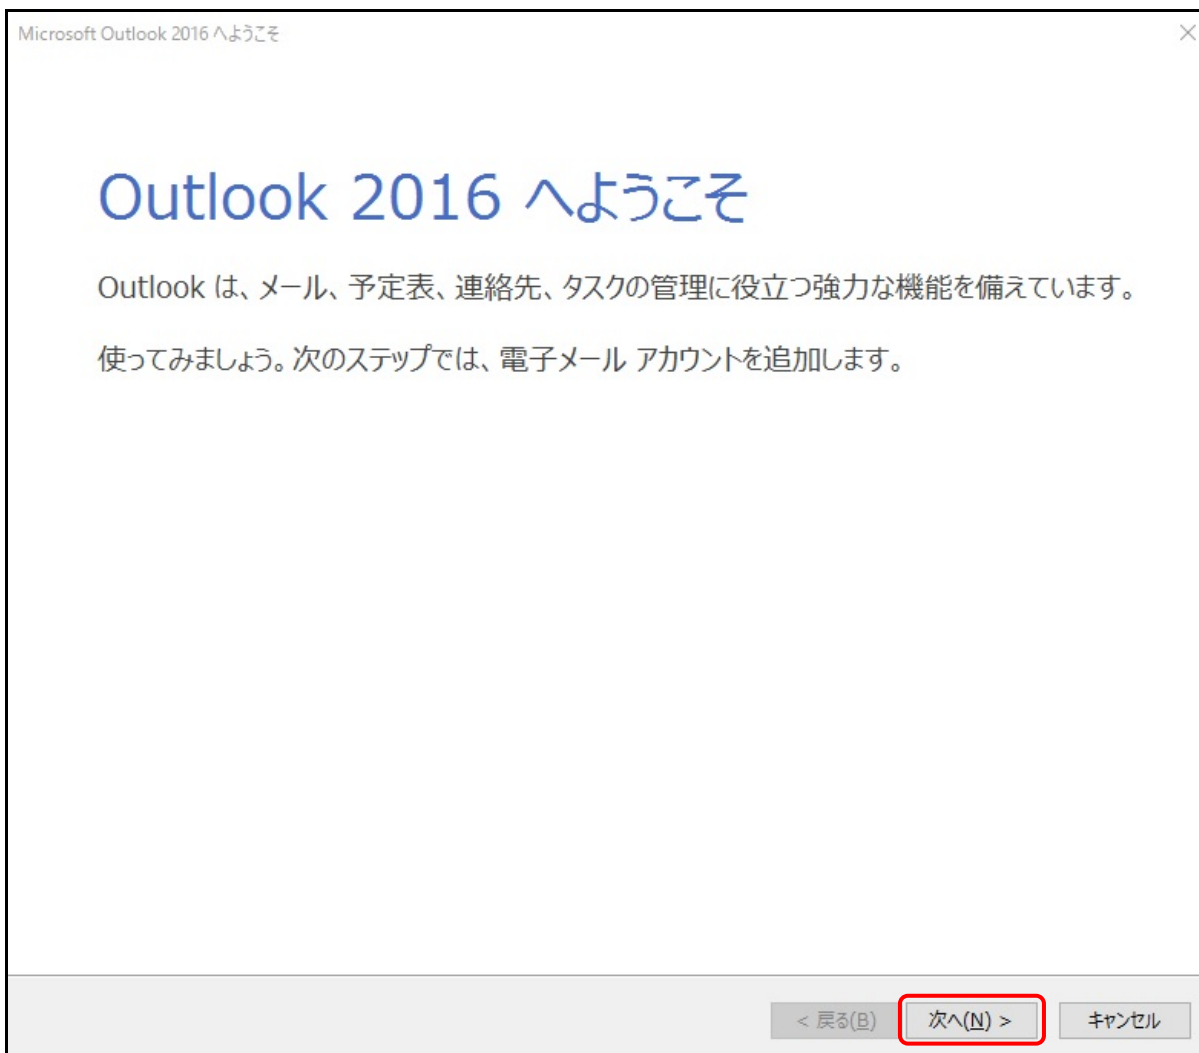 Microsoft Outlook 2016 へようこそ
Outlook 2016 へようこそ
Outlook は、メール、予定表、連絡先、タスクの管理に役立つ強力な機能を備えています。
使ってみましょう。次のステップでは、電子メール アカウントを追加します。
< 戻る(B) 次へ(N) > キャンセル